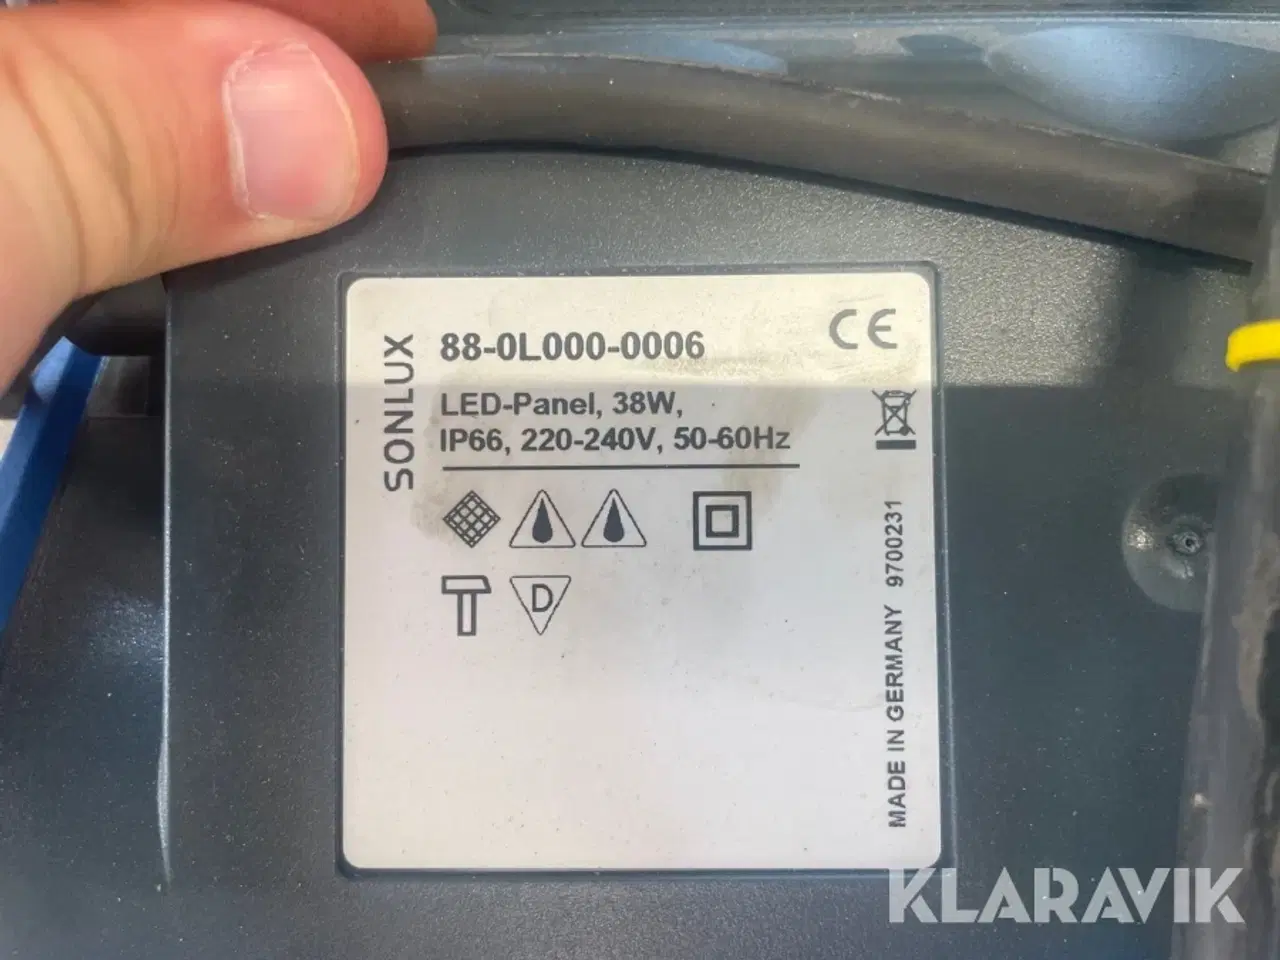 SONLUX
88-0L000-0006
CE
LED-Panel, 38W,
IP66, 220-240V, 50-60Hz
D
MADE IN GERMANY 9700231
KLARAVIK